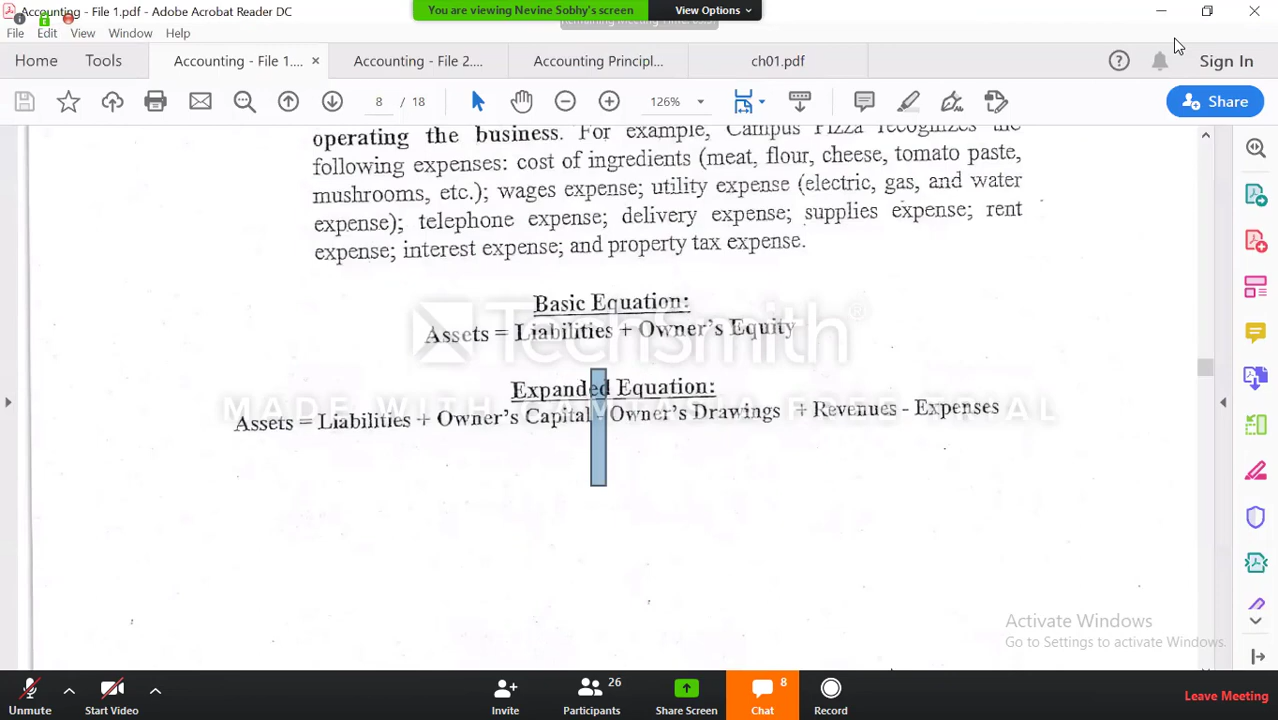 Accounting - File 1.pdf - Adobe Acrobat Reader DC
You are viewing Nevine Sobhy's screen
View Options
File Edit View Window Help
Home Tools Accounting - File 1.... × Accounting - File 2.... Accounting Principl... ch01.pdf Sign In
8 / 18 126% Share
operating the business. For example, Campus Pizza recognizes the
following expenses: cost of ingredients (meat, flour, cheese, tomato paste,
mushrooms, etc.); wages expense; utility expense (electric, gas, and water
expense); telephone expense; delivery expense; supplies expense; rent
expense; interest expense; and property tax expense.
Basic Equation:
Assets = Liabilities + Owner's Equity
TechSmith
Expanded Equation:
MADE WITH CAMTASIA FREE TRIAL
Assets = Liabilities + Owner's Capital - Owner's Drawings + Revenues - Expenses
Activate Windows
Go to Settings to activate Windows.
26 8
Unmute Start Video Invite Participants Share Screen Chat Record Leave Meeting